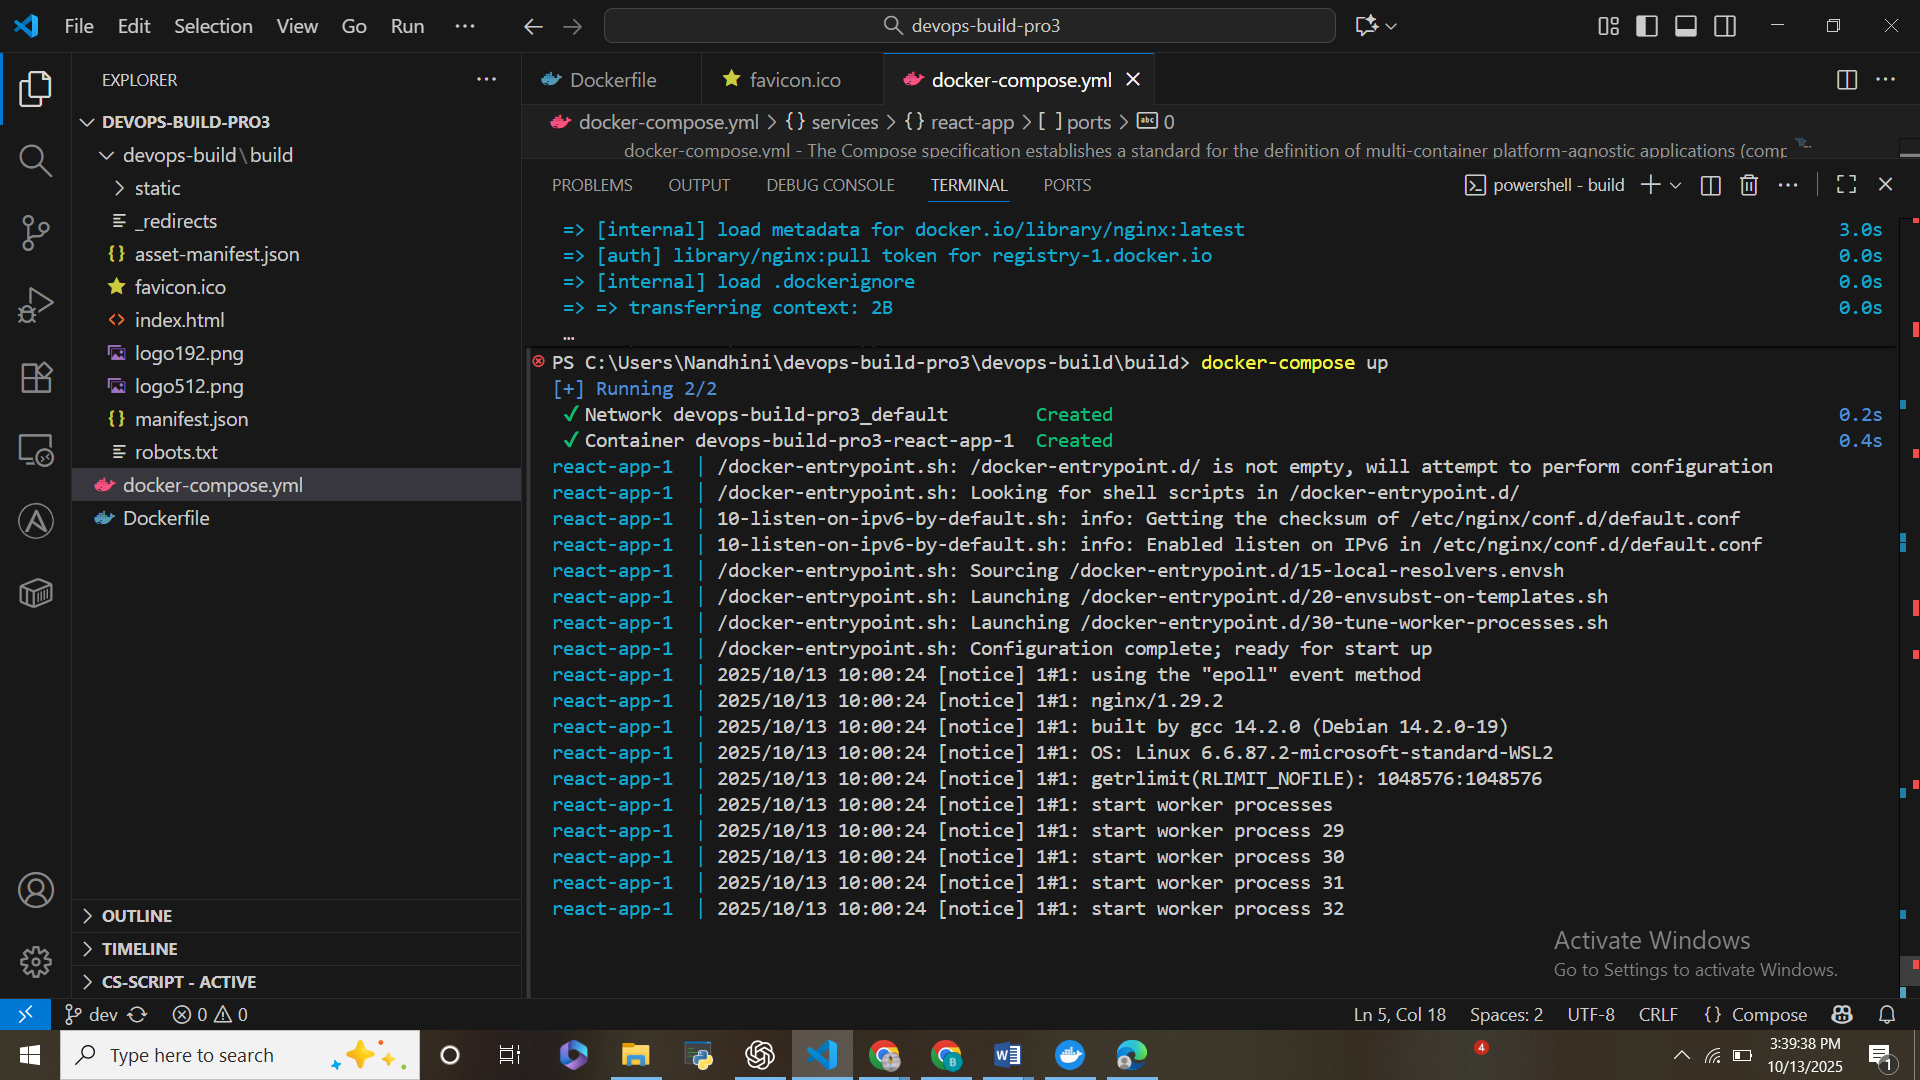 File Edit Selection View Go Run ···
devops-build-pro3
EXPLORER
DEVOPS-BUILD-PRO3
devops-build\build
static
_redirects
asset-manifest.json
favicon.ico
index.html
logo192.png
logo512.png
manifest.json
robots.txt
docker-compose.yml
Dockerfile
OUTLINE
TIMELINE
CS-SCRIPT - ACTIVE
Dockerfile favicon.ico docker-compose.yml
docker-compose.yml > {} services > {} react-app > [ ] ports > abc 0
docker-compose.yml - The Compose specification establishes a standard for the definition of multi-container platform-agnostic applications (comp
PROBLEMS OUTPUT DEBUG CONSOLE TERMINAL PORTS
powershell - build
=> [internal] load metadata for docker.io/library/nginx:latest 3.0s
=> [auth] library/nginx:pull token for registry-1.docker.io 0.0s
=> [internal] load .dockerignore 0.0s
=> => transferring context: 2B 0.0s
…
PS C:\Users\Nandhini\devops-build-pro3\devops-build\build> docker-compose up
[+] Running 2/2
✓ Network devops-build-pro3_default Created 0.2s
✓ Container devops-build-pro3-react-app-1 Created 0.4s
react-app-1 | /docker-entrypoint.sh: /docker-entrypoint.d/ is not empty, will attempt to perform configuration
react-app-1 | /docker-entrypoint.sh: Looking for shell scripts in /docker-entrypoint.d/
react-app-1 | 10-listen-on-ipv6-by-default.sh: info: Getting the checksum of /etc/nginx/conf.d/default.conf
react-app-1 | 10-listen-on-ipv6-by-default.sh: info: Enabled listen on IPv6 in /etc/nginx/conf.d/default.conf
react-app-1 | /docker-entrypoint.sh: Sourcing /docker-entrypoint.d/15-local-resolvers.envsh
react-app-1 | /docker-entrypoint.sh: Launching /docker-entrypoint.d/20-envsubst-on-templates.sh
react-app-1 | /docker-entrypoint.sh: Launching /docker-entrypoint.d/30-tune-worker-processes.sh
react-app-1 | /docker-entrypoint.sh: Configuration complete; ready for start up
react-app-1 | 2025/10/13 10:00:24 [notice] 1#1: using the "epoll" event method
react-app-1 | 2025/10/13 10:00:24 [notice] 1#1: nginx/1.29.2
react-app-1 | 2025/10/13 10:00:24 [notice] 1#1: built by gcc 14.2.0 (Debian 14.2.0-19)
react-app-1 | 2025/10/13 10:00:24 [notice] 1#1: OS: Linux 6.6.87.2-microsoft-standard-WSL2
react-app-1 | 2025/10/13 10:00:24 [notice] 1#1: getrlimit(RLIMIT_NOFILE): 1048576:1048576
react-app-1 | 2025/10/13 10:00:24 [notice] 1#1: start worker processes
react-app-1 | 2025/10/13 10:00:24 [notice] 1#1: start worker process 29
react-app-1 | 2025/10/13 10:00:24 [notice] 1#1: start worker process 30
react-app-1 | 2025/10/13 10:00:24 [notice] 1#1: start worker process 31
react-app-1 | 2025/10/13 10:00:24 [notice] 1#1: start worker process 32
Activate Windows
Go to Settings to activate Windows.
dev 0 0 Ln 5, Col 18 Spaces: 2 UTF-8 CRLF {} Compose
Type here to search
4
3:39:38 PM
10/13/2025
1